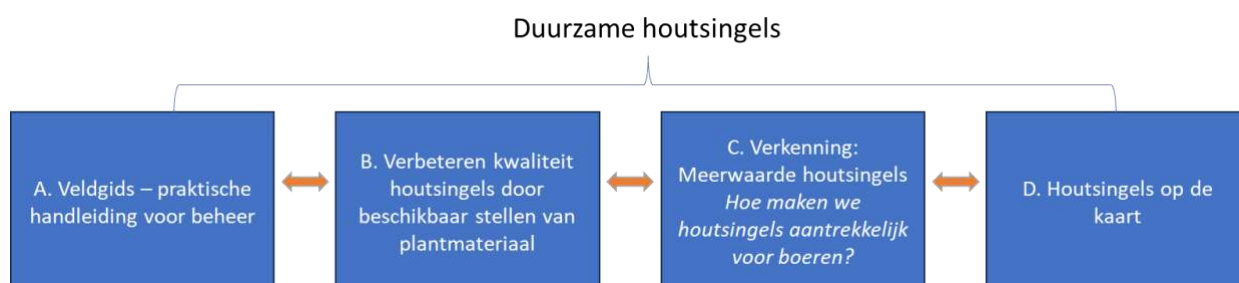 Duurzame houtsingels
A. Veldgids – praktische
handleiding voor beheer
B. Verbeteren kwaliteit
houtsingels door
beschikbaar stellen van
plantmateriaal
C. Verkenning:
Meerwaarde houtsingels
Hoe maken we
houtsingels aantrekkelijk
voor boeren?
D. Houtsingels op de
kaart